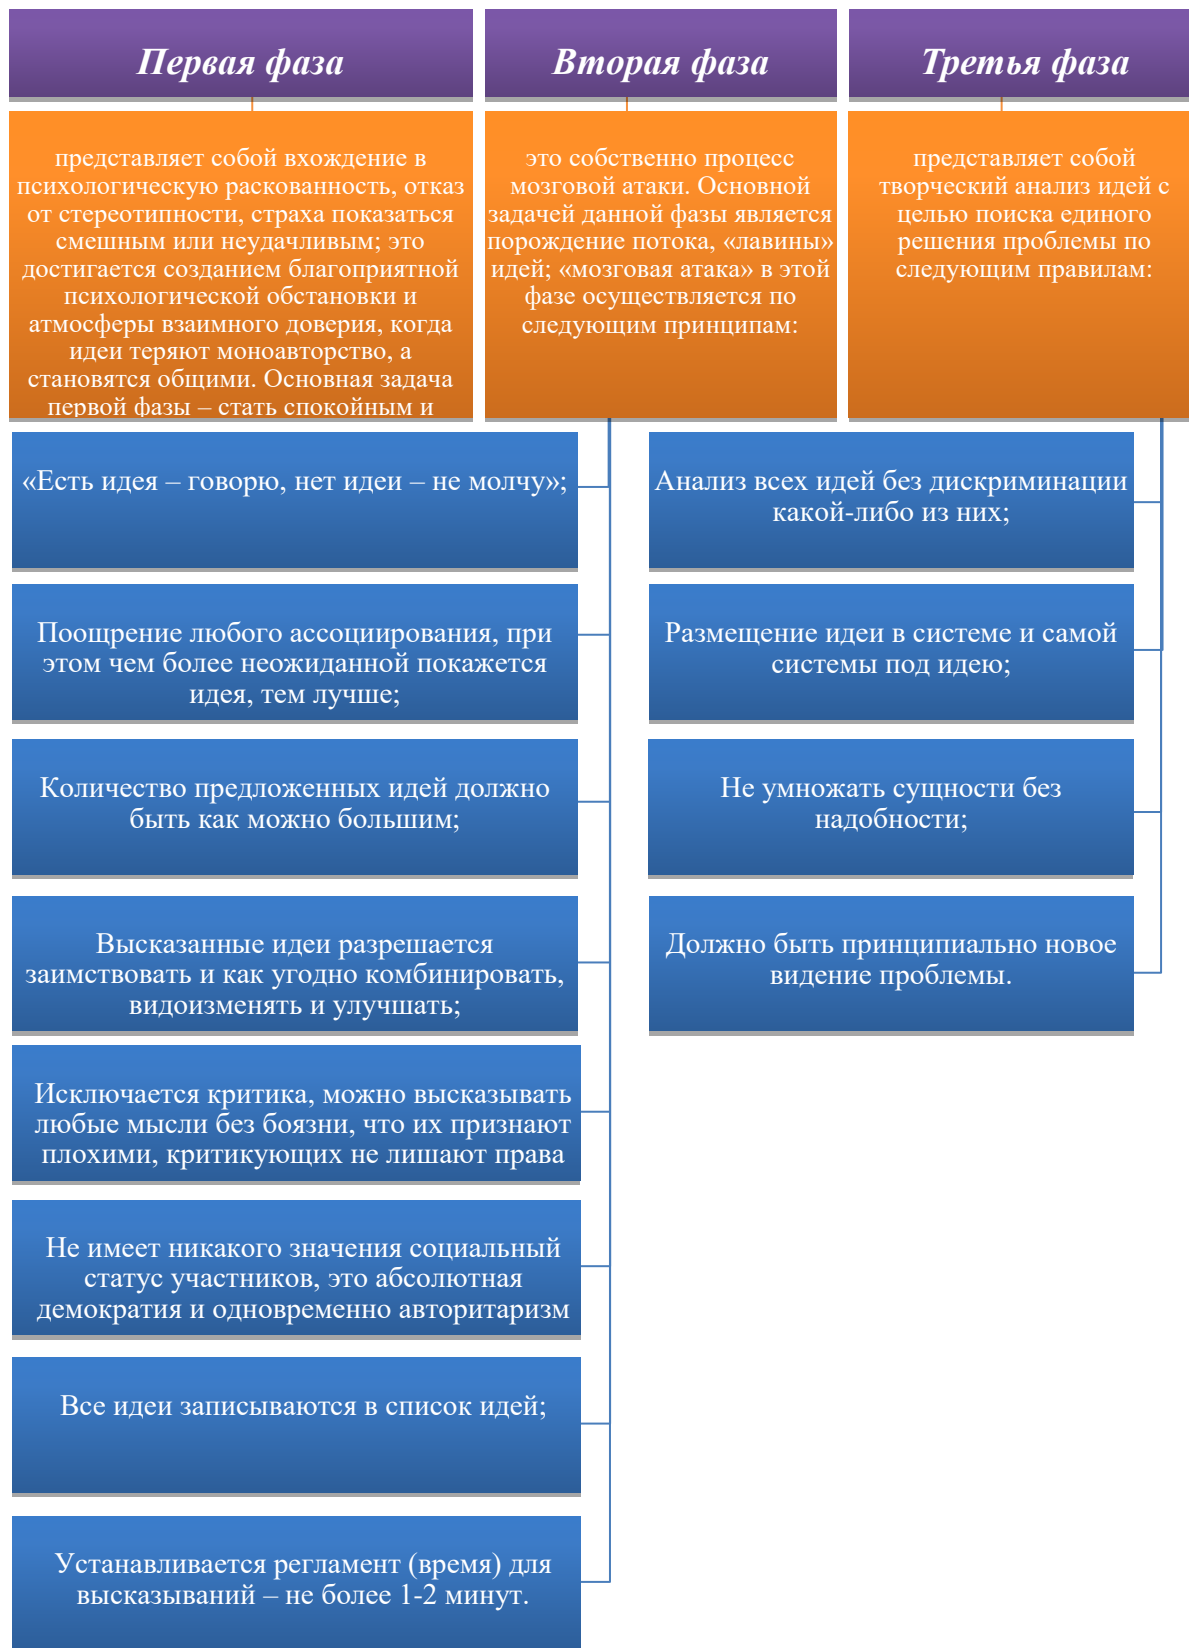 Первая фаза
представляет собой вхождение в
психологическую раскованность, отказ
от стереотипности, страха показаться
смешным или неудачливым; это
достигается созданием благоприятной
психологической обстановки и
атмосферы взаимного доверия, когда
идеи теряют моноавторство, а
становятся общими. Основная задача
первой фазы – стать спокойным и
Вторая фаза
это собственно процесс
мозговой атаки. Основной
задачей данной фазы является
порождение потока, «лавины»
идей; «мозговая атака» в этой
фазе осуществляется по
следующим принципам:
«Есть идея – говорю, нет идеи – не молчу»;
Поощрение любого ассоциирования, при
этом чем более неожиданной покажется
идея, тем лучше;
Количество предложенных идей должно
быть как можно большим;
Высказанные идеи разрешается
заимствовать и как угодно комбинировать,
видоизменять и улучшать;
Исключается критика, можно высказывать
любые мысли без боязни, что их признают
плохими, критикующих не лишают права
Не имеет никакого значения социальный
статус участников, это абсолютная
демократия и одновременно авторитаризм
Все идеи записываются в список идей;
Устанавливается регламент (время) для
высказываний – не более 1-2 минут.
Третья фаза
представляет собой
творческий анализ идей с
целью поиска единого
решения проблемы по
следующим правилам:
Анализ всех идей без дискриминации
какой-либо из них;
Размещение идеи в системе и самой
системы под идею;
Не умножать сущности без
надобности;
Должно быть принципиально новое
видение проблемы.